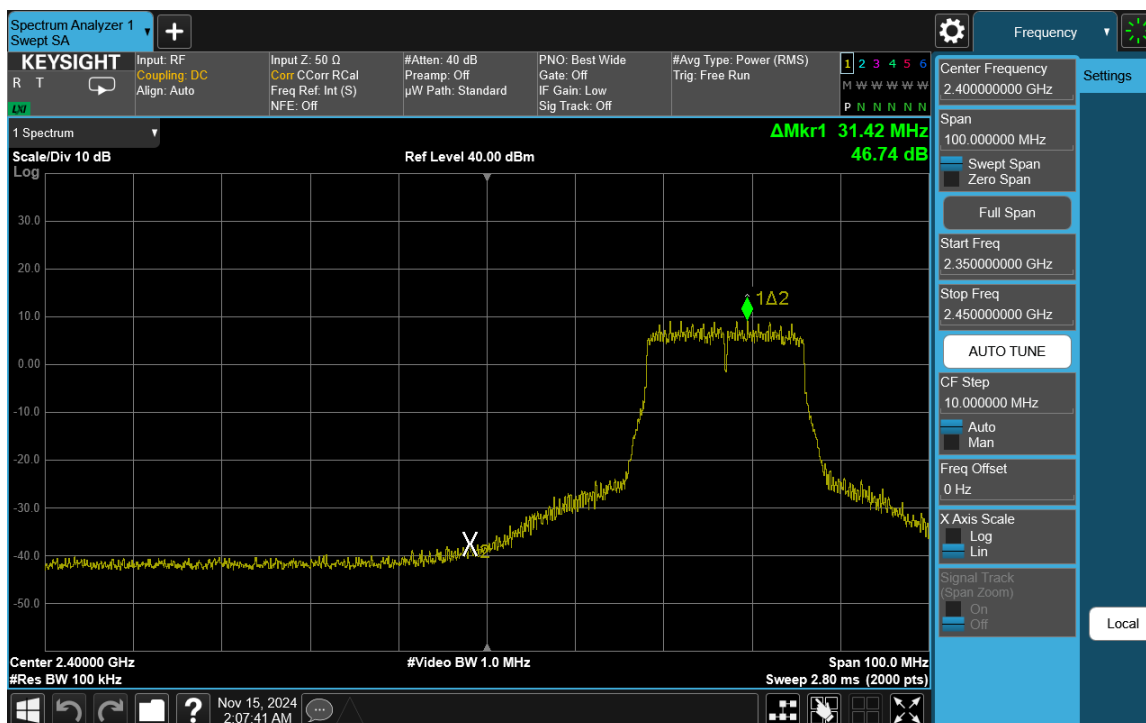 Spectrum Analyzer 1
Swept SA
Frequency
KEYSIGHT
R T
LXI
Input: RF
Coupling: DC
Align: Auto
Input Z: 50 Ω
Corr CCorr RCal
Freq Ref: Int (S)
NFE: Off
#Atten: 40 dB
Preamp: Off
µW Path: Standard
PNO: Best Wide
Gate: Off
IF Gain: Low
Sig Track: Off
#Avg Type: Power (RMS)
Trig: Free Run
1 2 3 4 5 6
M W W W W W
P N N N N N
1 Spectrum
Scale/Div 10 dB
Log
Ref Level 40.00 dBm
ΔMkr1 31.42 MHz
46.74 dB
30.0
20.0
10.0
0.00
-10.0
-20.0
-30.0
-40.0
-50.0
1Δ2
X2
Center 2.40000 GHz
#Res BW 100 kHz
#Video BW 1.0 MHz
Span 100.0 MHz
Sweep 2.80 ms (2000 pts)
Center Frequency
2.400000000 GHz
Span
100.000000 MHz
Swept Span
Zero Span
Full Span
Start Freq
2.350000000 GHz
Stop Freq
2.450000000 GHz
AUTO TUNE
CF Step
10.000000 MHz
Auto
Man
Freq Offset
0 Hz
X Axis Scale
Log
Lin
Signal Track
(Span Zoom)
On
Off
Settings
Local
?
Nov 15, 2024
2:07:41 AM